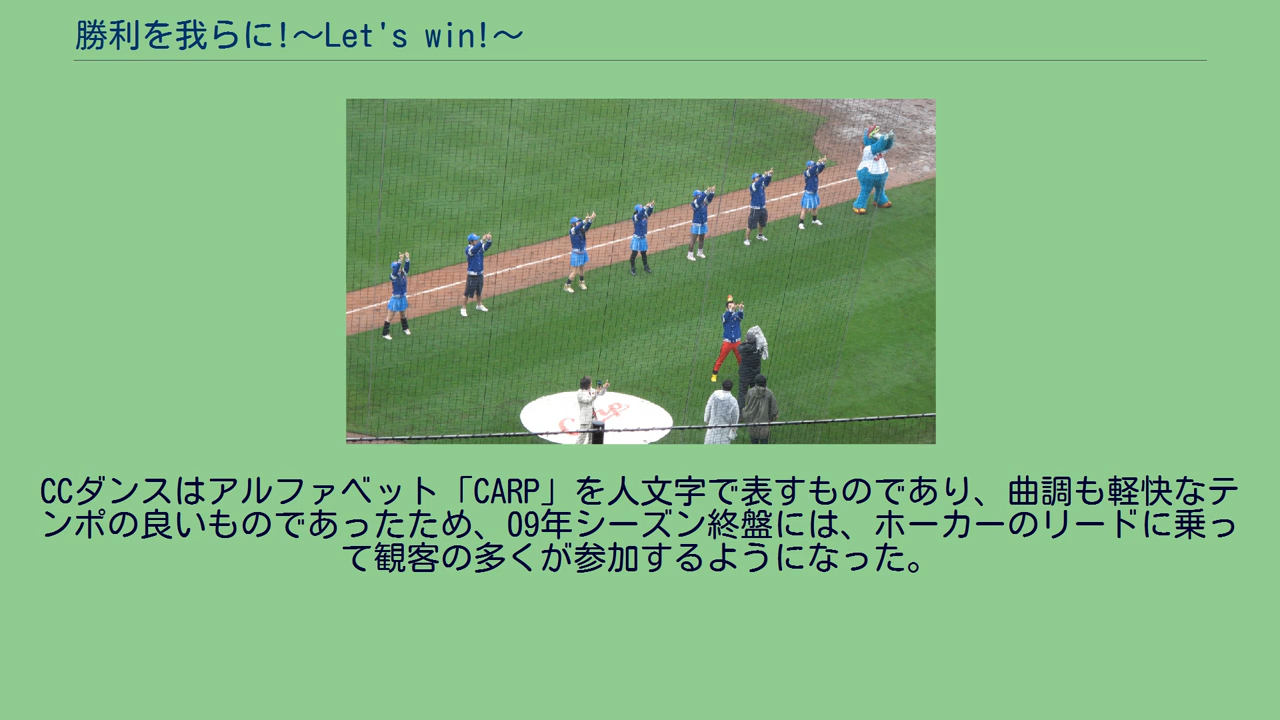 勝利を我らに!～Let's win!～
Carp
CCダンスはアルファベット「CARP」を人文字で表すものであり、曲調も軽快なテ
ンポの良いものであったため、09年シーズン終盤には、ホーカーのリードに乗っ
て観客の多くが参加するようになった。